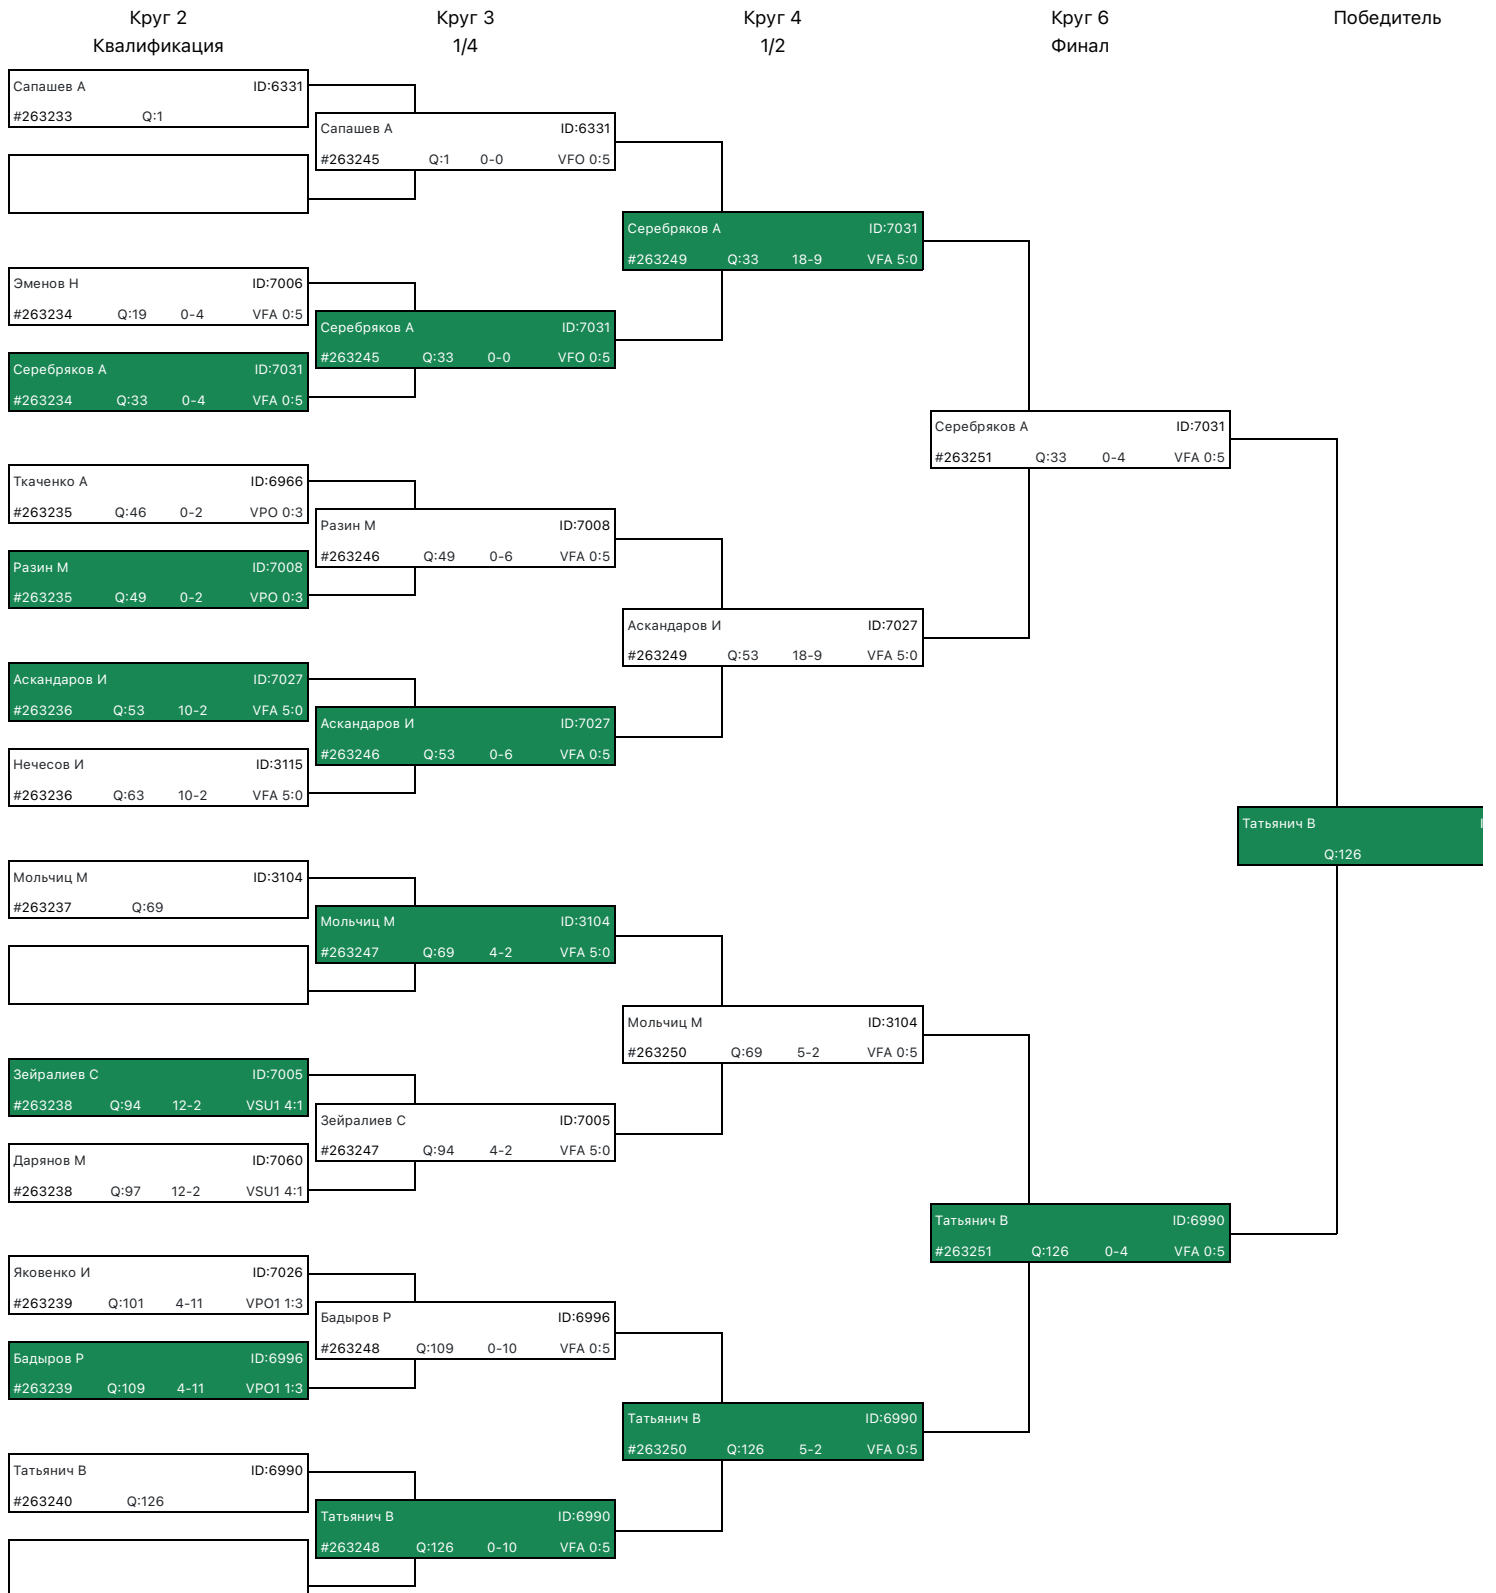 Круг 2 Круг 3 Круг 4 Круг 6 Победитель
Квалификация 1/4 1/2 Финал
Сапашев А ID:6331
#263233 Q:1
Эменов Н ID:7006
#263234 Q:19 0-4 VFA 0:5
Серебряков А ID:7031
#263234 Q:33 0-4 VFA 0:5
Ткаченко А ID:6966
#263235 Q:46 0-2 VPO 0:3
Разин М ID:7008
#263235 Q:49 0-2 VPO 0:3
Аскандаров И ID:7027
#263236 Q:53 10-2 VFA 5:0
Нечесов И ID:3115
#263236 Q:63 10-2 VFA 5:0
Мольчиц М ID:3104
#263237 Q:69
Зейралиев С ID:7005
#263238 Q:94 12-2 VSU1 4:1
Дарянов М ID:7060
#263238 Q:97 12-2 VSU1 4:1
Яковенко И ID:7026
#263239 Q:101 4-11 VPO1 1:3
Бадыров Р ID:6996
#263239 Q:109 4-11 VPO1 1:3
Татьянич В ID:6990
#263240 Q:126
Сапашев А ID:6331
#263245 Q:1 0-0 VFO 0:5
Серебряков А ID:7031
#263245 Q:33 0-0 VFO 0:5
Разин М ID:7008
#263246 Q:49 0-6 VFA 0:5
Аскандаров И ID:7027
#263246 Q:53 0-6 VFA 0:5
Мольчиц М ID:3104
#263247 Q:69 4-2 VFA 5:0
Зейралиев С ID:7005
#263247 Q:94 4-2 VFA 5:0
Бадыров Р ID:6996
#263248 Q:109 0-10 VFA 0:5
Татьянич В ID:6990
#263248 Q:126 0-10 VFA 0:5
Серебряков А ID:7031
#263249 Q:33 18-9 VFA 5:0
Аскандаров И ID:7027
#263249 Q:53 18-9 VFA 5:0
Мольчиц М ID:3104
#263250 Q:69 5-2 VFA 0:5
Татьянич В ID:6990
#263250 Q:126 5-2 VFA 0:5
Серебряков А ID:7031
#263251 Q:33 0-4 VFA 0:5
Татьянич В ID:6990
#263251 Q:126 0-4 VFA 0:5
Татьянич В
Q:126